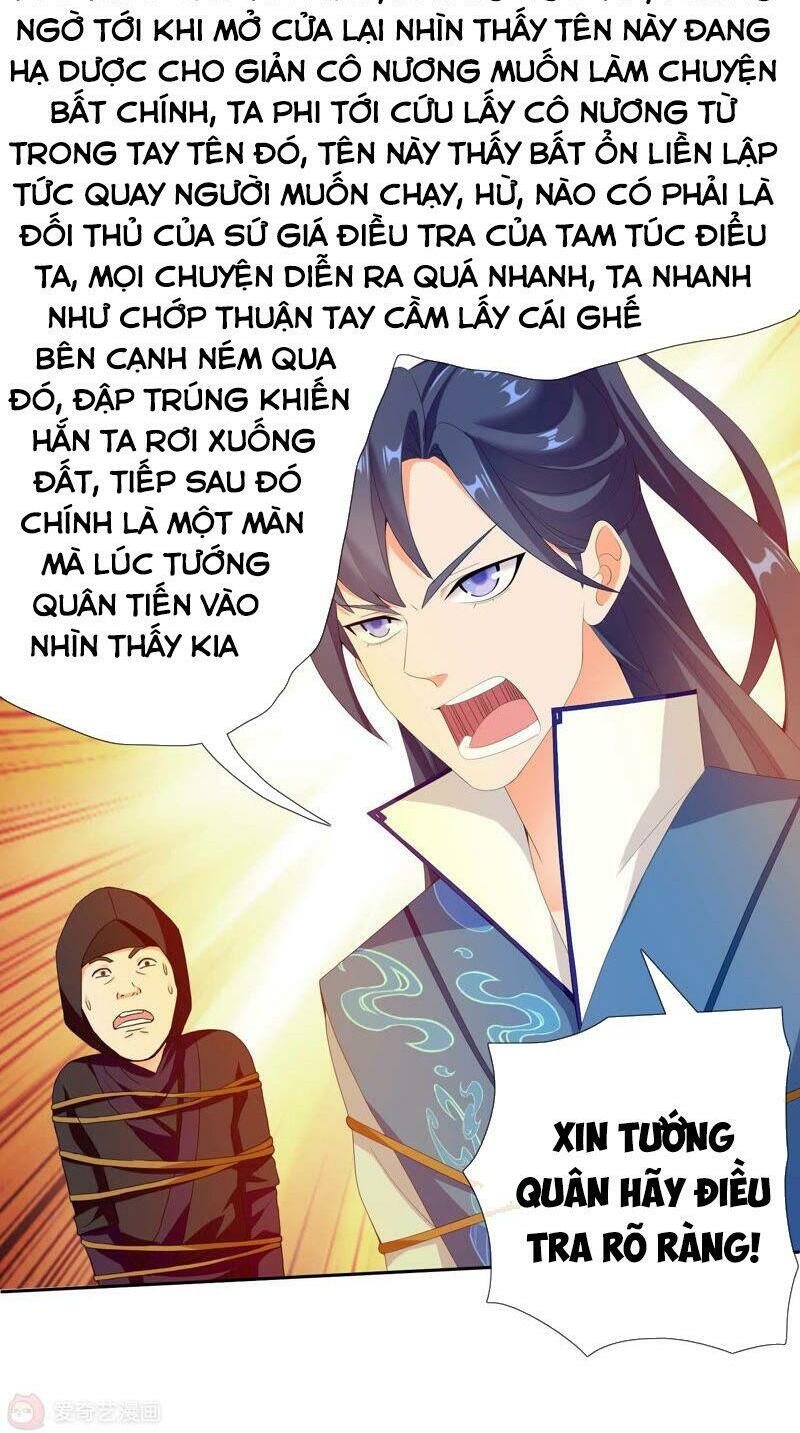 NGỜ TỚI KHI MỞ CỬA LẠI NHÌN THẤY TÊN NÀY ĐANG
HẠ DƯỢC CHO GIẢN CÔ NƯƠNG MUỐN LÀM CHUYỆN
BẤT CHÍNH, TA PHI TỚI CỨU LẤY CÔ NƯƠNG TỪ
TRONG TAY TÊN ĐÓ, TÊN NÀY THẤY BẤT ỔN LIỀN LẬP
TỨC QUAY NGƯỜI MUỐN CHẠY, HỪ, NÀO CÓ PHẢI LÀ
ĐỐI THỦ CỦA SỨ GIẢ ĐIỀU TRA CỦA TAM TÚC ĐIỂU
TA, MỌI CHUYỆN DIỄN RA QUÁ NHANH, TA NHANH
NHƯ CHỚP THUẬN TAY CẦM LẤY CÁI GHẾ
BÊN CẠNH NÉM QUA
ĐÓ, ĐẬP TRÚNG KHIẾN
HẮN TA RƠI XUỐNG
ĐẤT, TIẾP SAU ĐÓ
CHÍNH LÀ MỘT MÀN
MÀ LÚC TƯỚNG
QUÂN TIẾN VÀO
NHÌN THẤY KIA
XIN TƯỚNG
QUÂN HÃY ĐIỀU
TRA RÕ RÀNG!
爱奇艺漫画